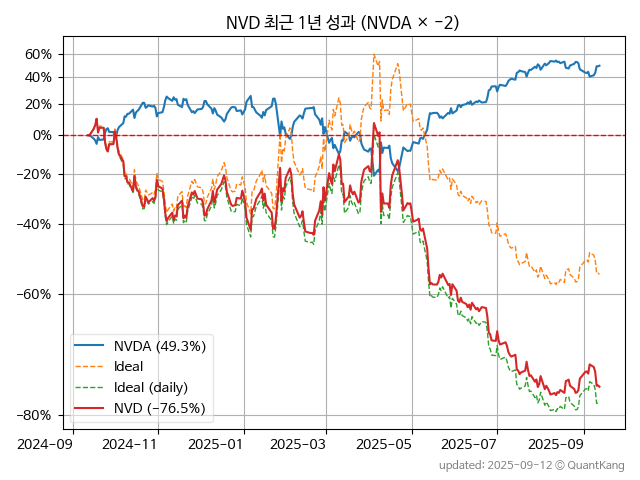 NVD 최근 1년 성과 (NVDA × −2)
60%
40%
20%
0%
−20%
−40%
−60%
−80%
NVDA (49.3%)
Ideal
Ideal (daily)
NVD (−76.5%)
2024−09
2024−11
2025−01
2025−03
2025−05
2025−07
2025−09
updated: 2025−09−12 © QuantKang